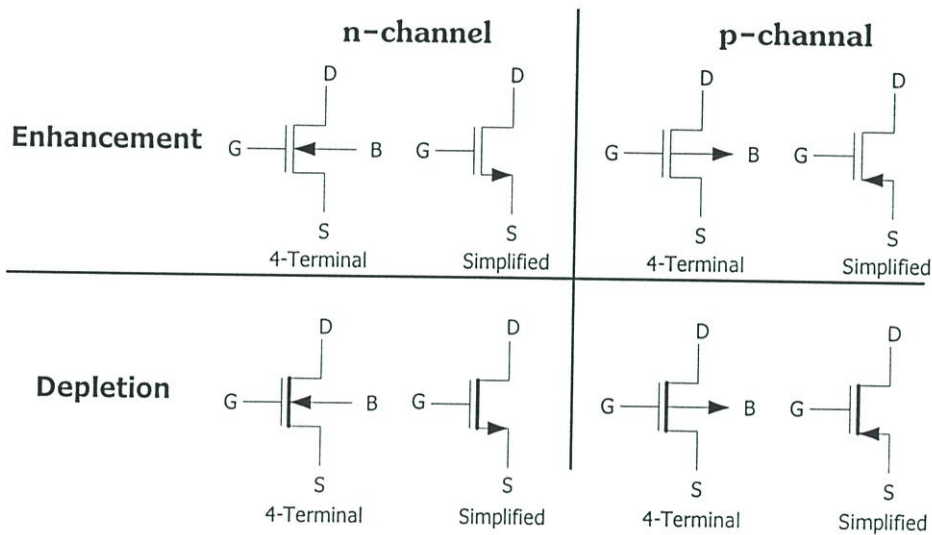 n-channel
p-channal
Enhancement
D
G
B
S
4-Terminal
D
G
S
Simplified
D
G
B
S
4-Terminal
D
G
S
Simplified
Depletion
D
G
B
S
4-Terminal
D
G
S
Simplified
D
G
B
S
4-Terminal
D
G
S
Simplified